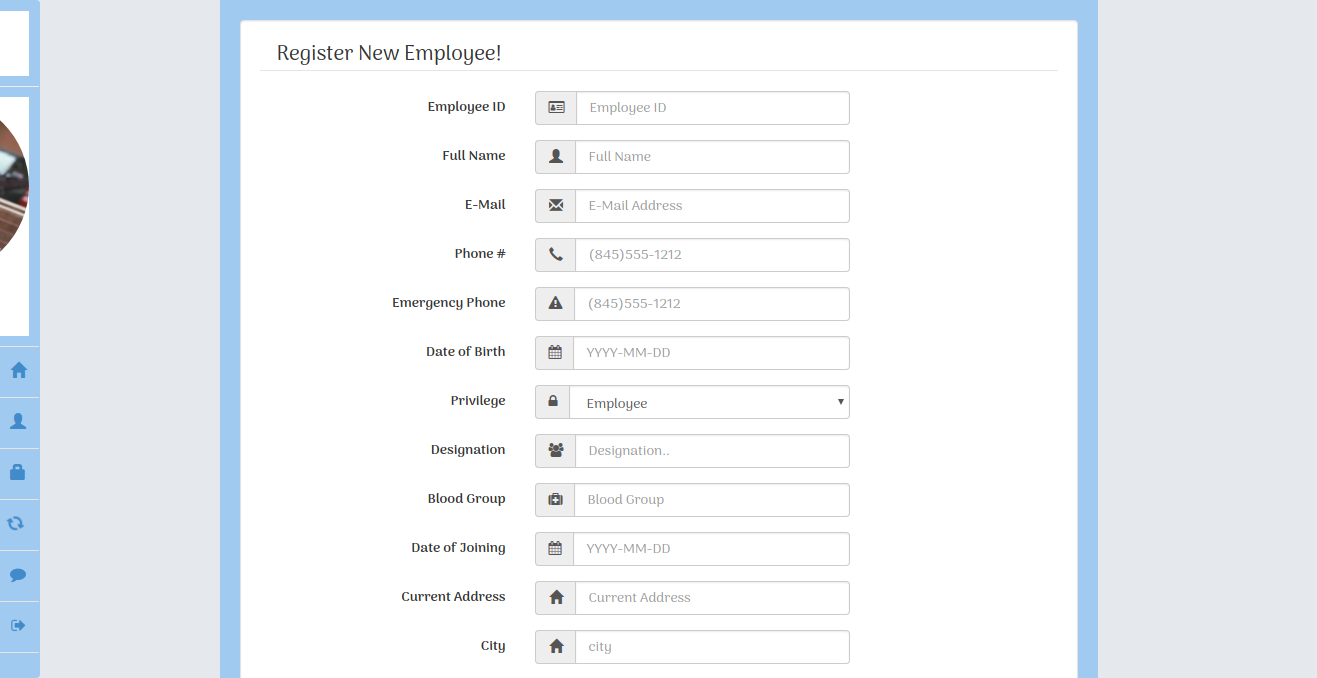 Register New Employee!
Employee ID Employee ID
Full Name Full Name
E-Mail E-Mail Address
Phone # (845)555-1212
Emergency Phone (845)555-1212
Date of Birth YYYY-MM-DD
Privilege Employee
Designation Designation..
Blood Group Blood Group
Date of Joining YYYY-MM-DD
Current Address Current Address
City city